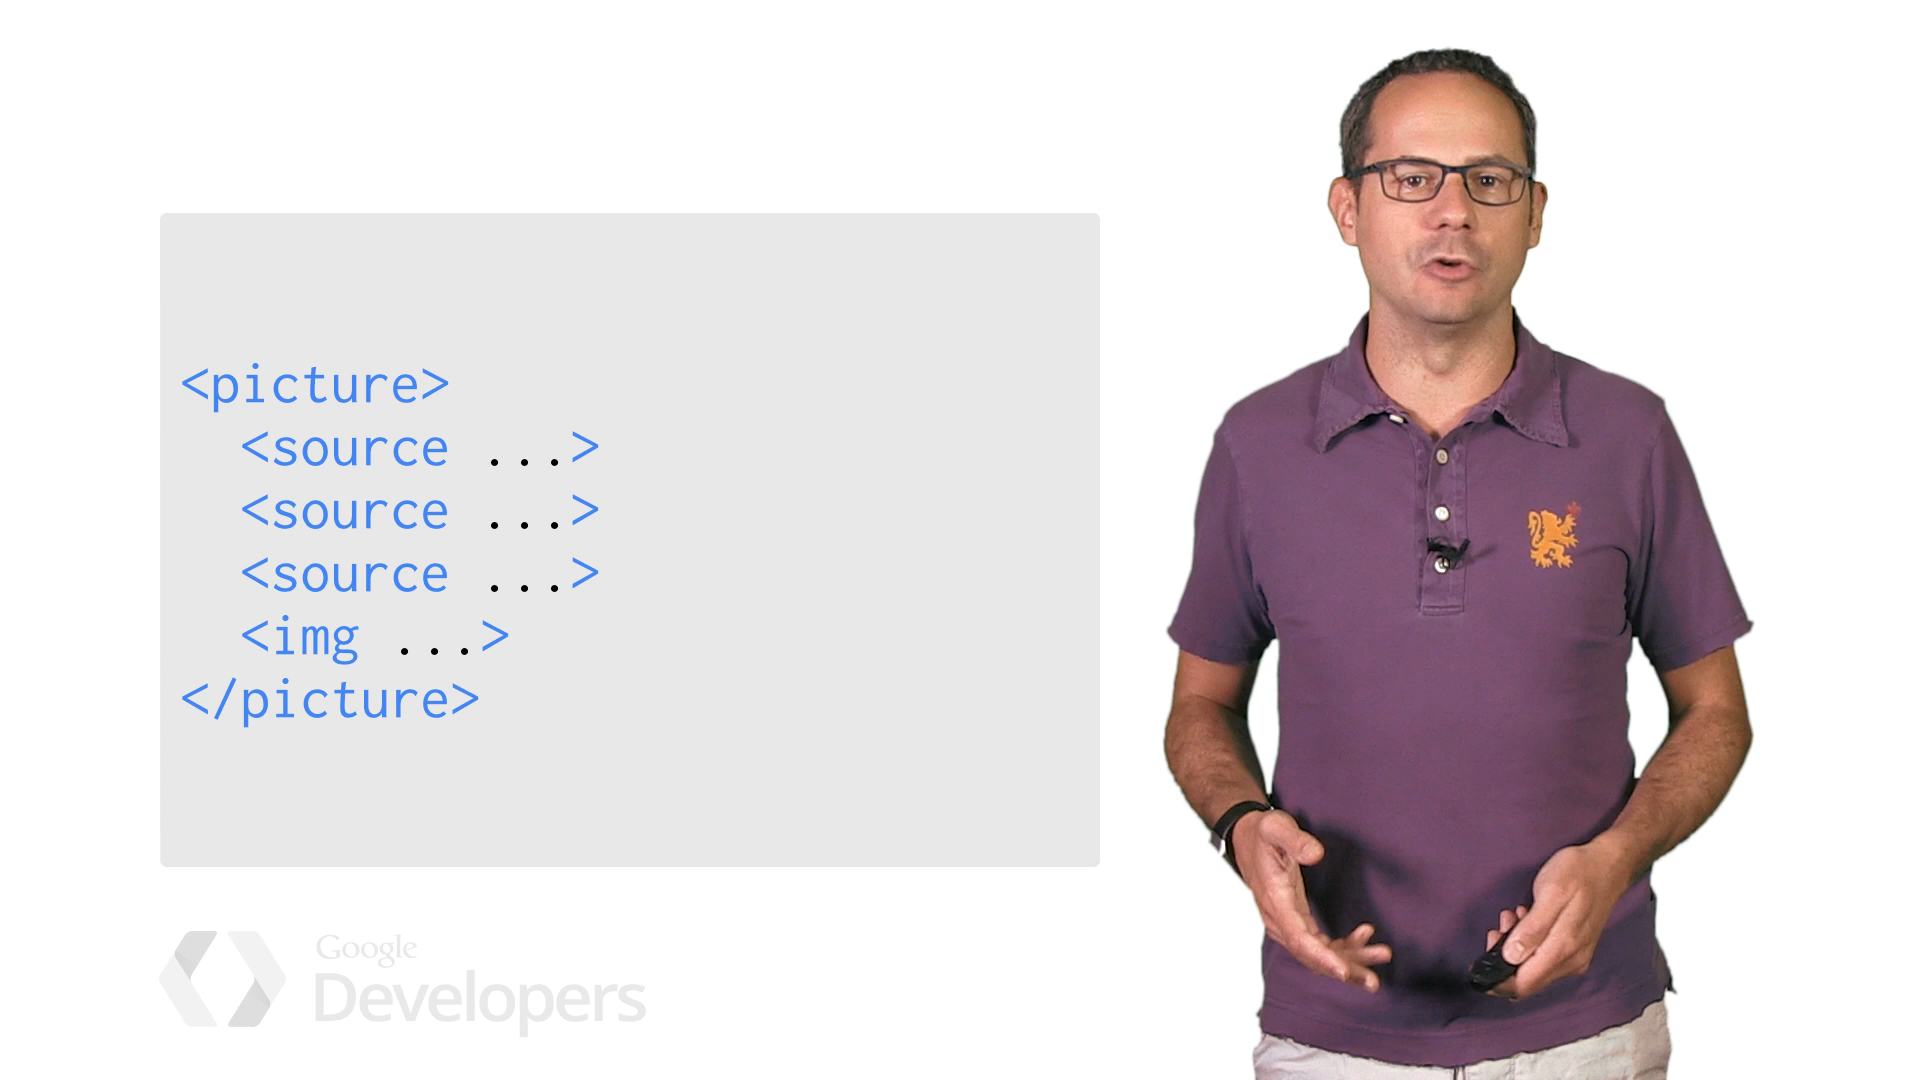 <picture>
  <source ...>
  <source ...>
  <source ...>
  <img ...>
</picture>
Google
Developers